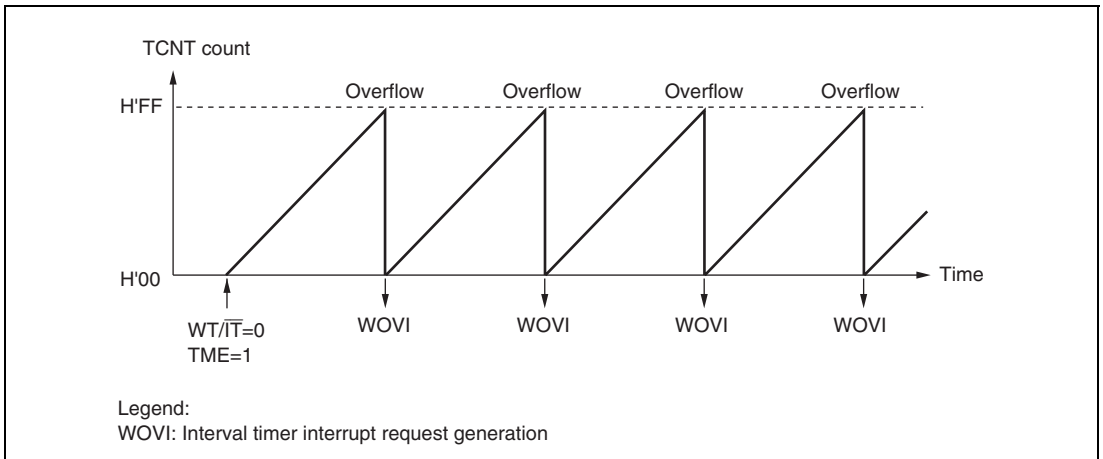 TCNT count
Overflow Overflow Overflow Overflow
H'FF
H'00
Time
WT/I̅T̅=0
TME=1
WOVI WOVI WOVI WOVI
Legend:
WOVI: Interval timer interrupt request generation